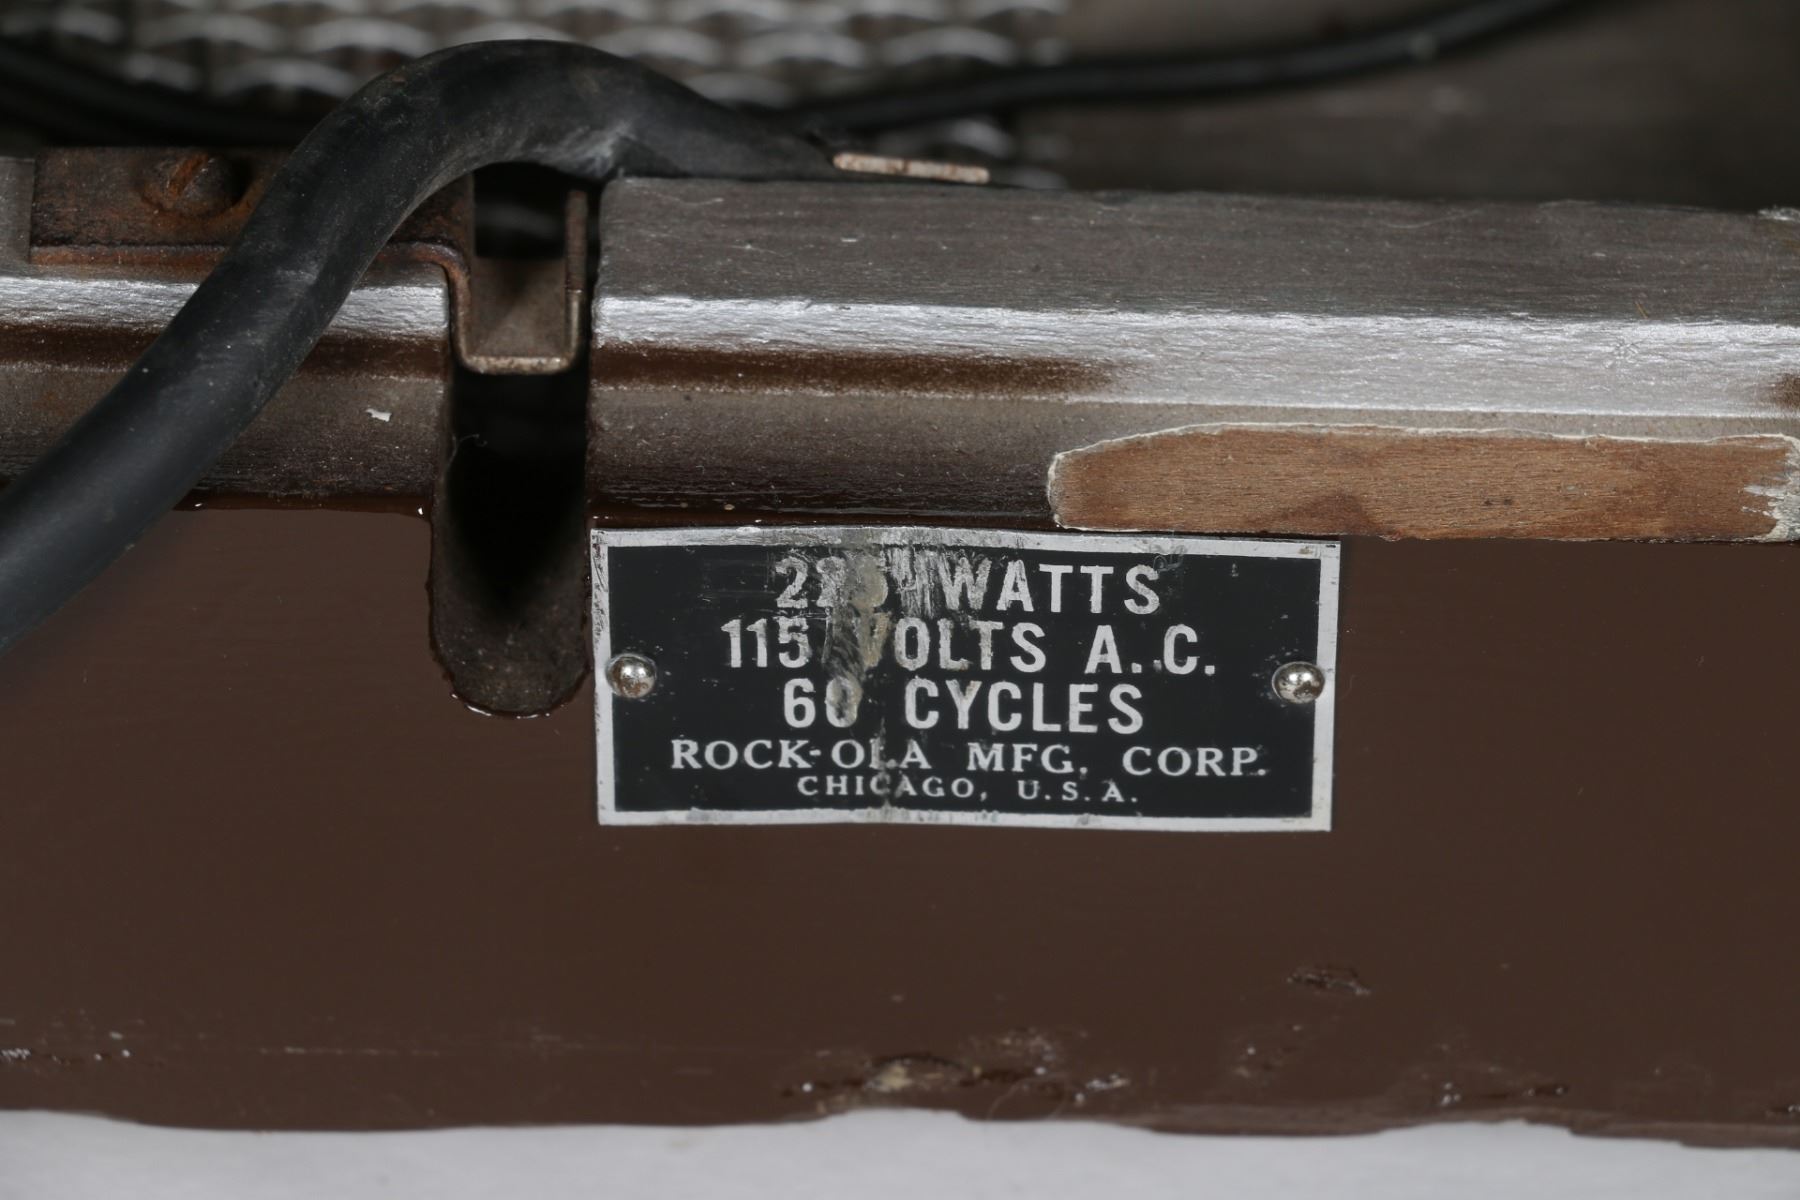 WATTS
115 VOLTS A.C.
60 CYCLES
ROCK-OLA MFG. CORP.
CHICAGO, U.S.A.